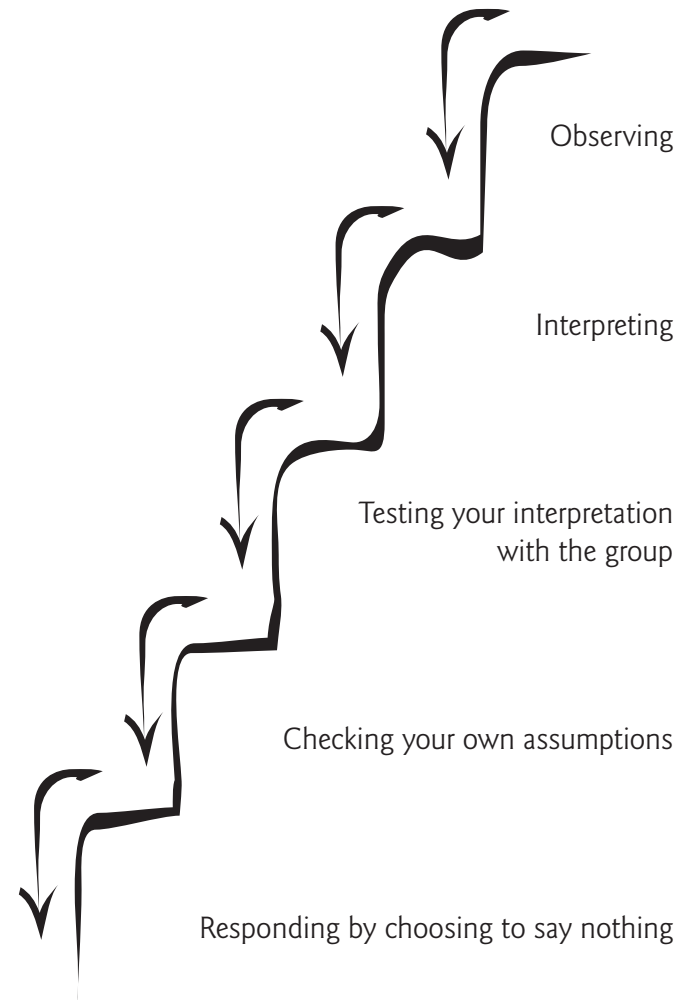 Observing
Interpreting
Testing your interpretation
with the group
Checking your own assumptions
Responding by choosing to say nothing